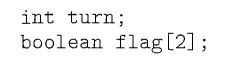 int turn;
boolean flag[2];